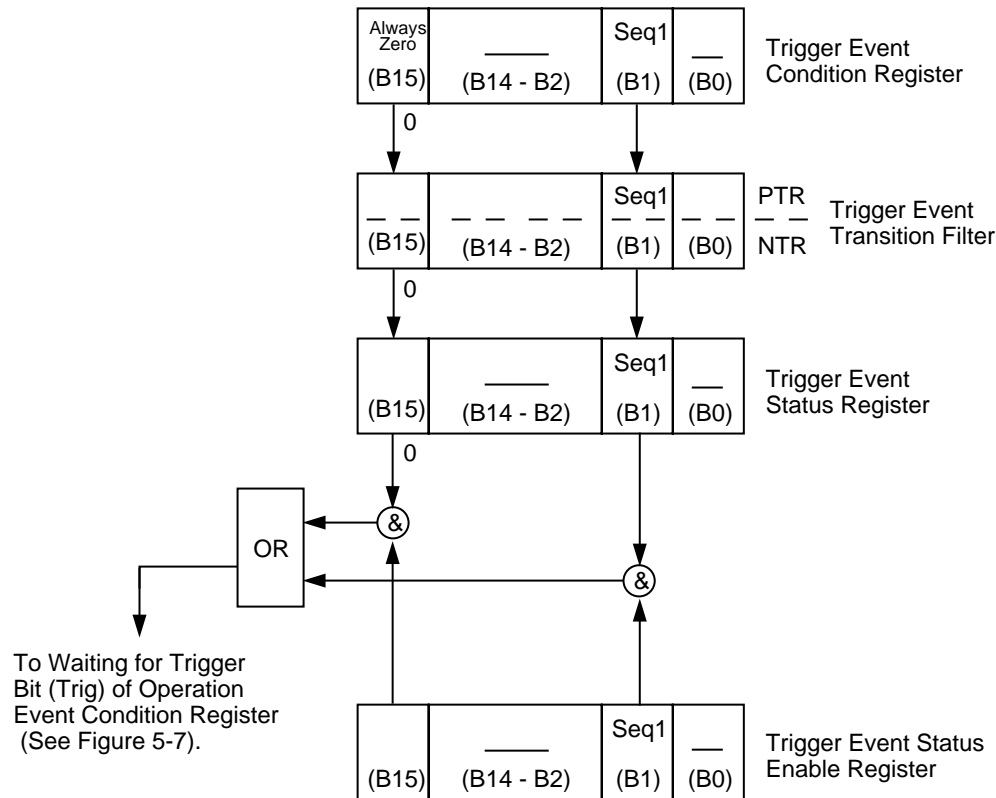 Always
Zero
(B15)
(B14 - B2)
Seq1
(B1)
(B0)
Trigger Event
Condition Register
0
(B15)
(B14 - B2)
Seq1
(B1)
(B0)
PTR
NTR
Trigger Event
Transition Filter
0
(B15)
(B14 - B2)
Seq1
(B1)
(B0)
Trigger Event
Status Register
0
&
OR
&
To Waiting for Trigger
Bit (Trig) of Operation
Event Condition Register
(See Figure 5-7).
(B15)
(B14 - B2)
Seq1
(B1)
(B0)
Trigger Event Status
Enable Register